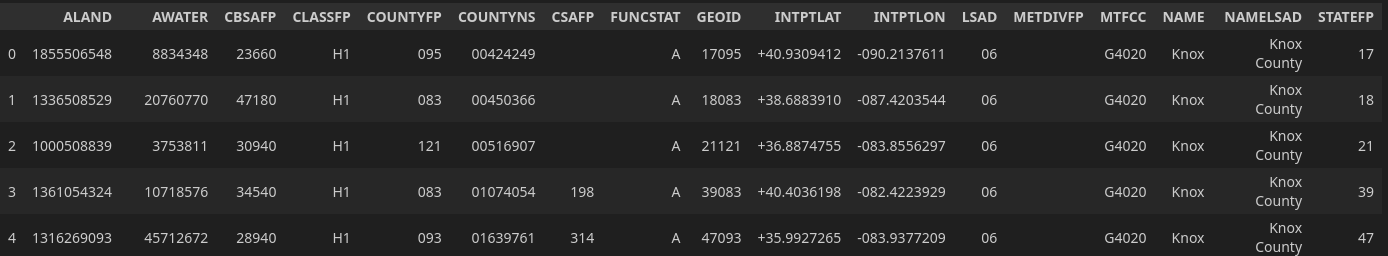 ALAND AWATER CBSAFP CLASSFP COUNTYFP COUNTYNS CSAFP FUNCSTAT GEOID INTPTLAT INTPTLON LSAD METDIVFP MTFCC NAME NAMELSAD STATEFP
0 1855506548 8834348 23660 H1 095 00424249 A 17095 +40.9309412 -090.2137611 06 G4020 Knox Knox County 17
1 1336508529 20760770 47180 H1 083 00450366 A 18083 +38.6883910 -087.4203544 06 G4020 Knox Knox County 18
2 1000508839 3753811 30940 H1 121 00516907 A 21121 +36.8874755 -083.8556297 06 G4020 Knox Knox County 21
3 1361054324 10718576 34540 H1 083 01074054 198 A 39083 +40.4036198 -082.4223929 06 G4020 Knox Knox County 39
4 1316269093 45712672 28940 H1 093 01639761 314 A 47093 +35.9927265 -083.9377209 06 G4020 Knox Knox County 47